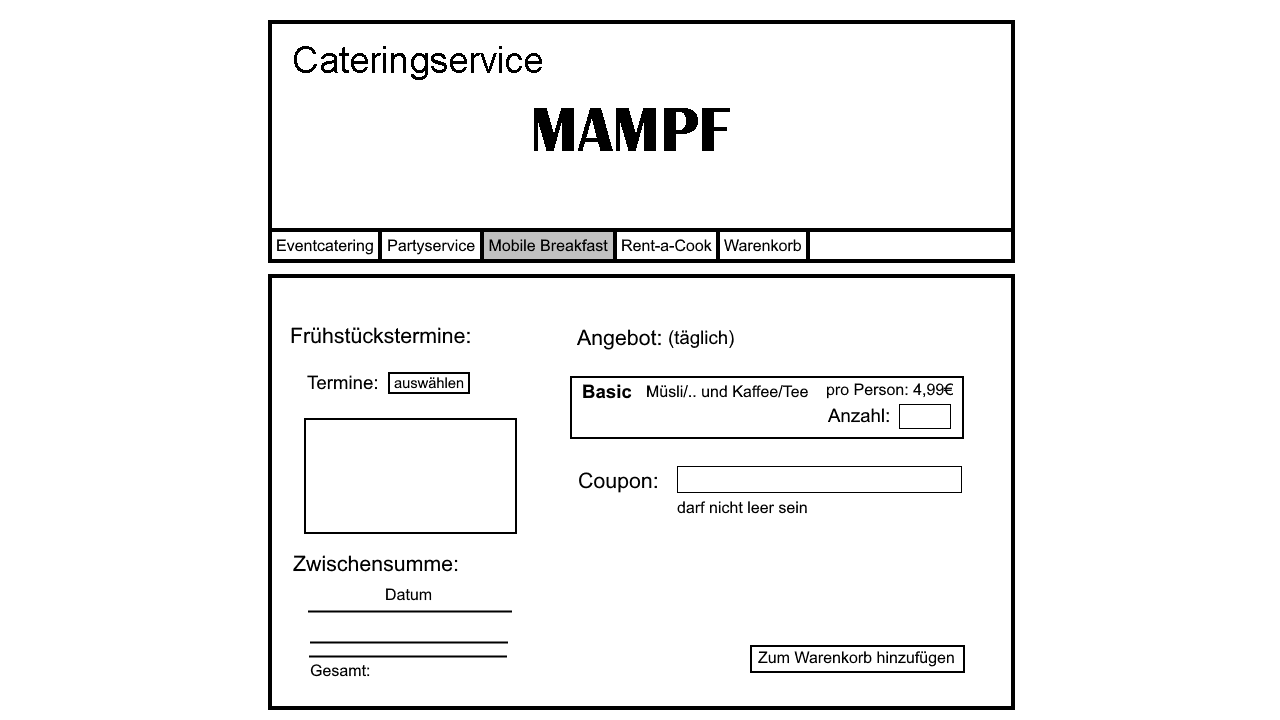 Cateringservice
MAMPF
Eventcatering Partyservice Mobile Breakfast Rent-a-Cook Warenkorb
Frühstückstermine:
Termine: auswählen
Zwischensumme:
Datum
Gesamt:
Angebot: (täglich)
Basic Müsli/.. und Kaffee/Tee pro Person: 4,99€
Anzahl:
Coupon:
darf nicht leer sein
Zum Warenkorb hinzufügen